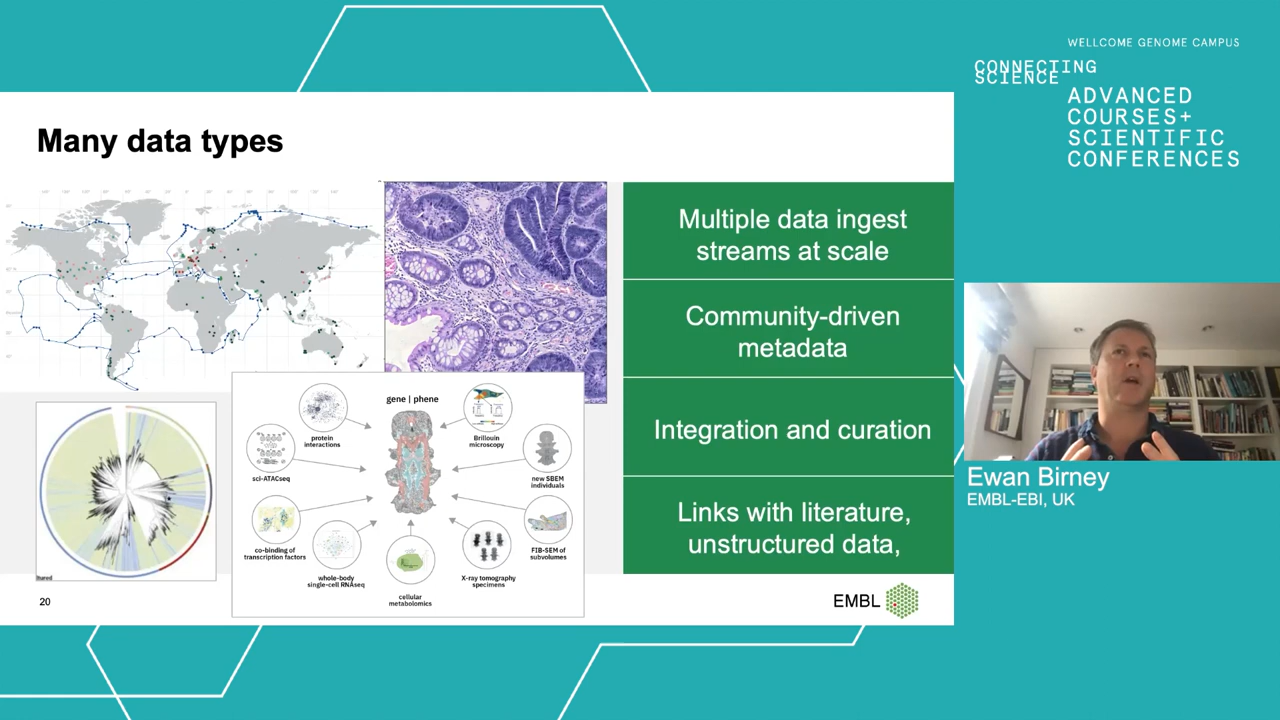 WELLCOME GENOME CAMPUS
CONNECTING
SCIENCE
ADVANCED
COURSES+
SCIENTIFIC
CONFERENCES
Many data types
Multiple data ingest
streams at scale
Community-driven
metadata
Integration and curation
Links with literature,
unstructured data,
gene | phene
protein
interactions
Brillouin
microscopy
sci-ATACseq
new SBEM
individuals
co-binding of
transcription factors
FIB-SEM of
subvolumes
whole-body
single-cell RNAseq
X-ray tomography
specimens
cellular
metabolomics
Ewan Birney
EMBL-EBI, UK
20
EMBL